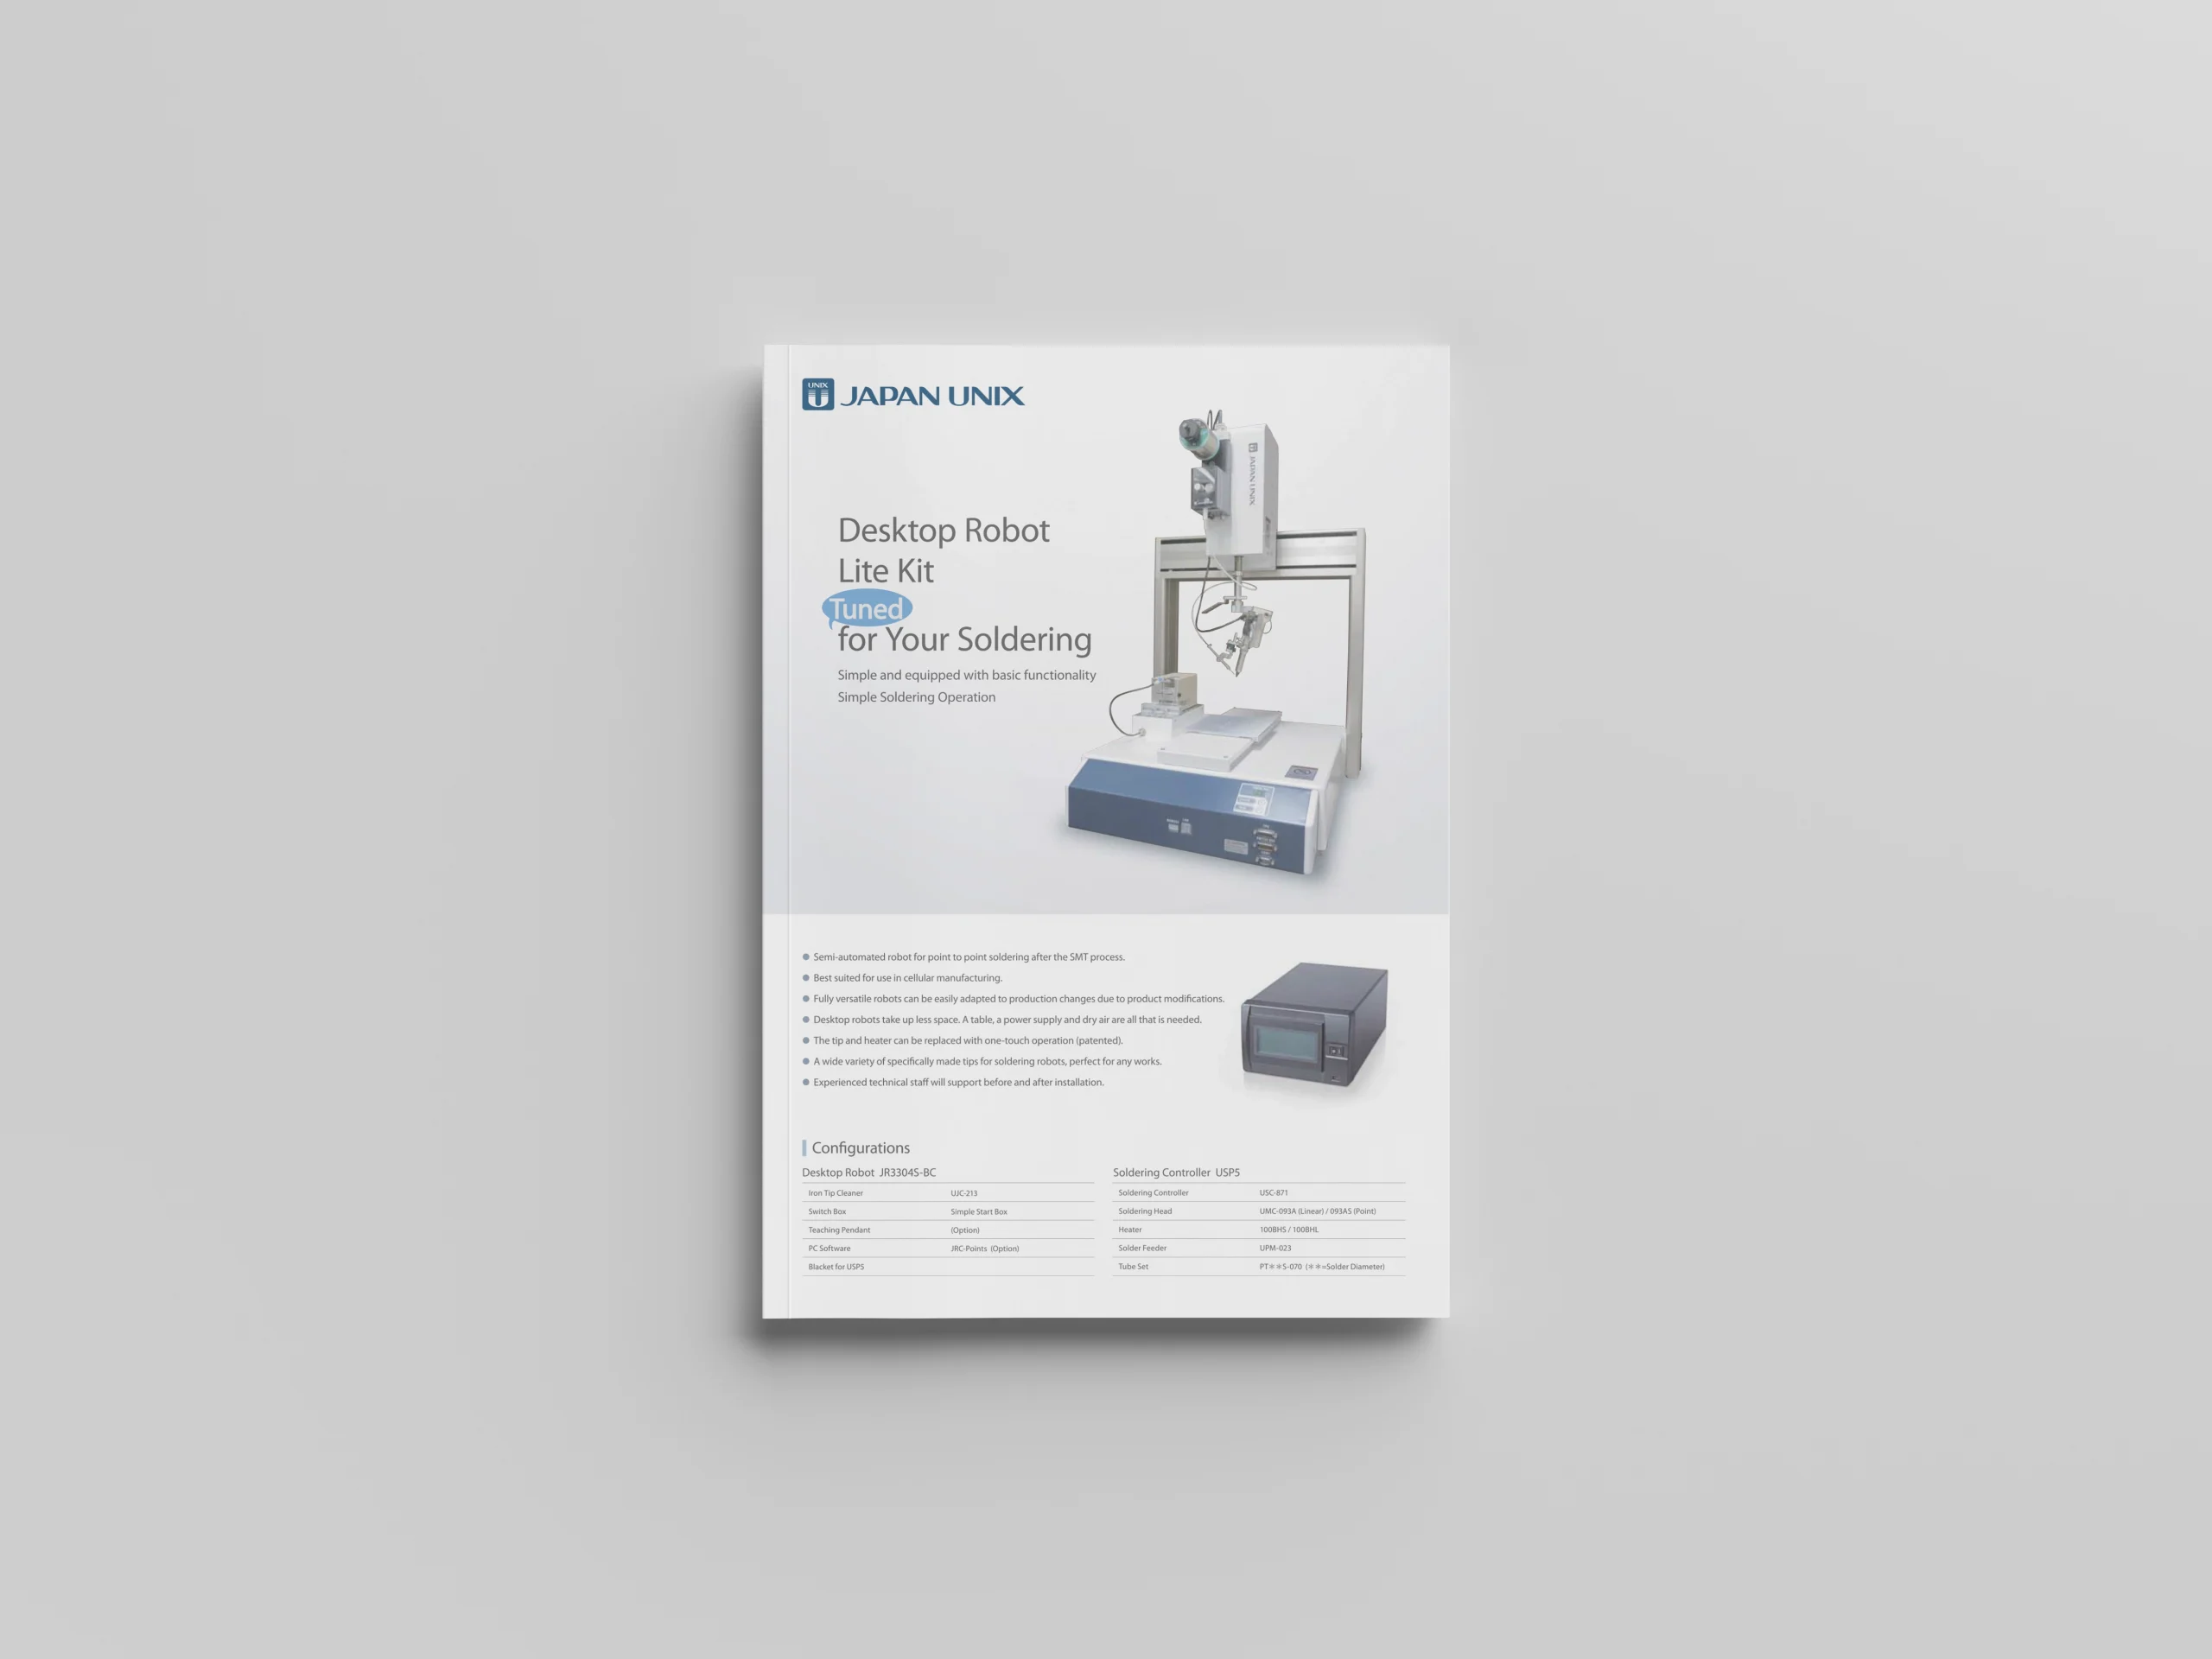 UNIX
JAPAN UNIX
JAPAN UNIX
Desktop Robot
Lite Kit
Tuned
for Your Soldering
Simple and equipped with basic functionality
Simple Soldering Operation
Semi-automated robot for point to point soldering after the SMT process.
Best suited for use in cellular manufacturing.
Fully versatile robots can be easily adapted to production changes due to product modifications.
Desktop robots take up less space. A table, a power supply and dry air are all that is needed.
The tip and heater can be replaced with one-touch operation (patented).
A wide variety of specifically made tips for soldering robots, perfect for any works.
Experienced technical staff will support before and after installation.
Configurations
Desktop Robot JR3304S-BC
Iron Tip Cleaner UJC-213
Switch Box Simple Start Box
Teaching Pendant (Option)
PC Software JRC-Points (Option)
Blacket for USP5
Soldering Controller USP5
Soldering Controller USC-871
Soldering Head UMC-093A (Linear) / 093AS (Point)
Heater 100BHS / 100BHL
Solder Feeder UPM-023
Tube Set PT＊＊S-070 (＊＊=Solder Diameter)